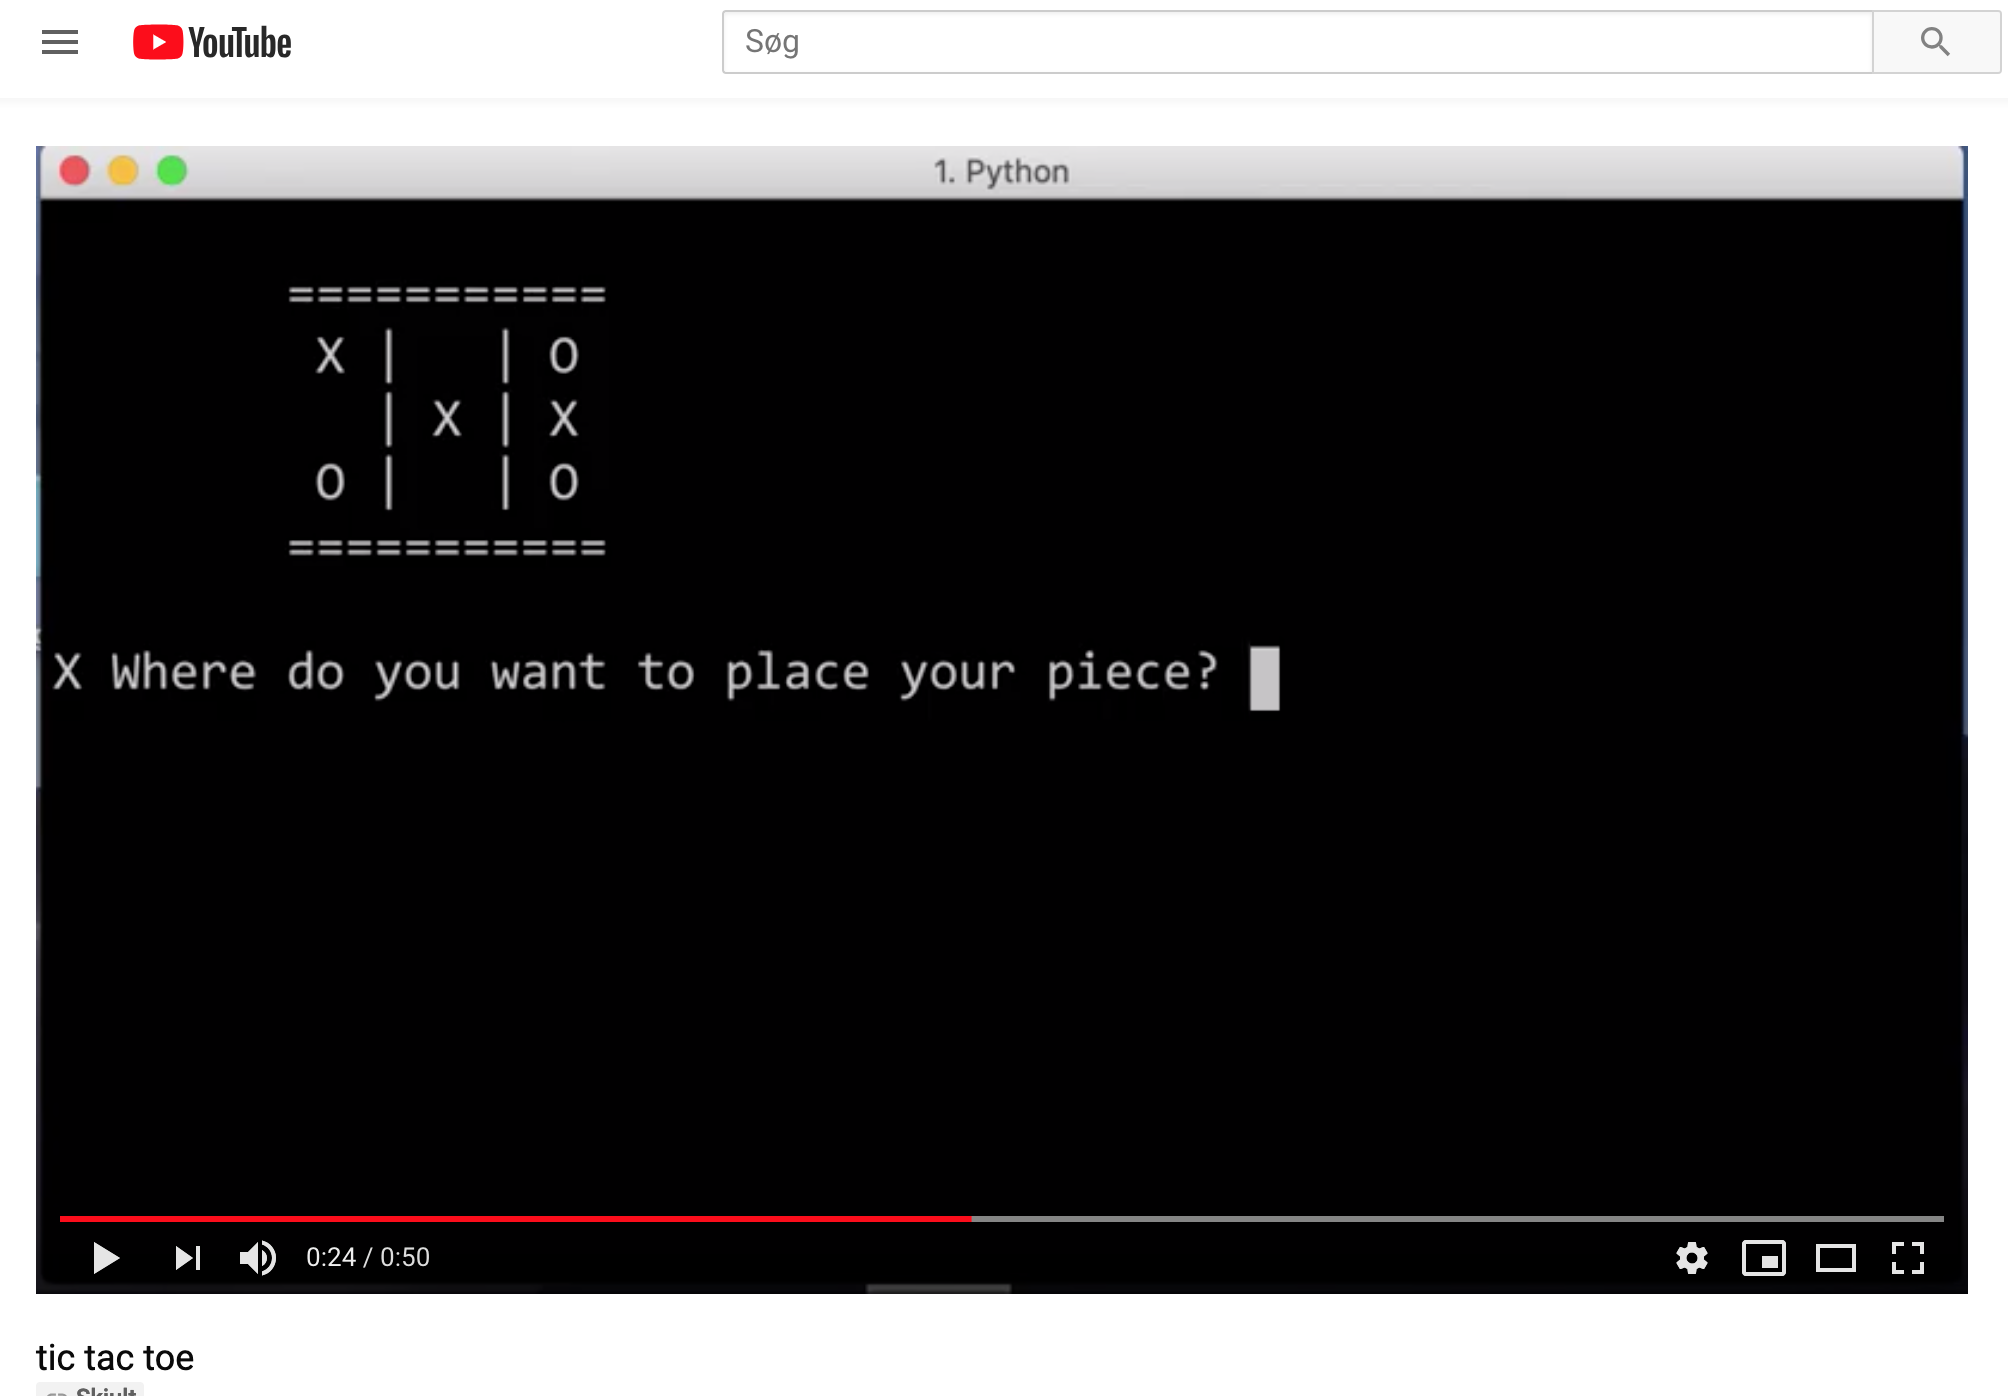 YouTube
Søg
1. Python
===========
X | | O
| X | X
O | | O
===========
X Where do you want to place your piece?
0:24 / 0:50
tic tac toe
Skjult